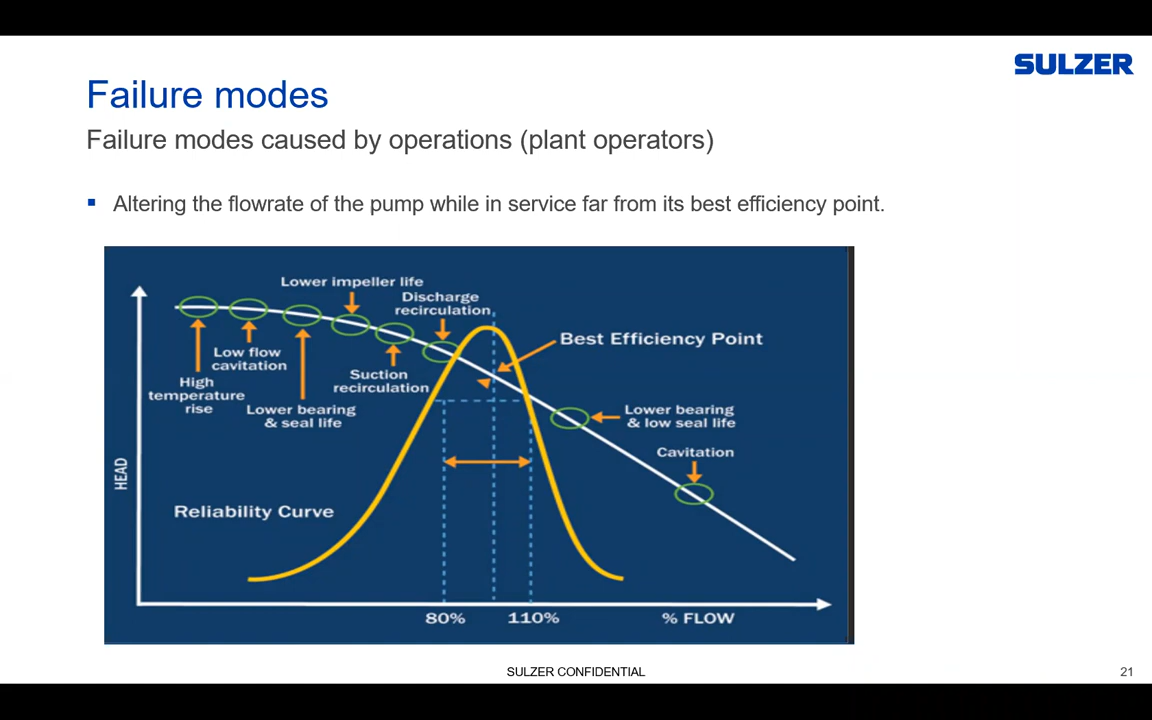 SULZER
Failure modes
Failure modes caused by operations (plant operators)
Altering the flowrate of the pump while in service far from its best efficiency point.
Lower impeller life
Discharge
recirculation
Best Efficiency Point
Low flow
cavitation
Suction
recirculation
High
temperature
rise
Lower bearing
& seal life
Lower bearing
& low seal life
Cavitation
HEAD
Reliability Curve
80%
110%
% FLOW
SULZER CONFIDENTIAL
21